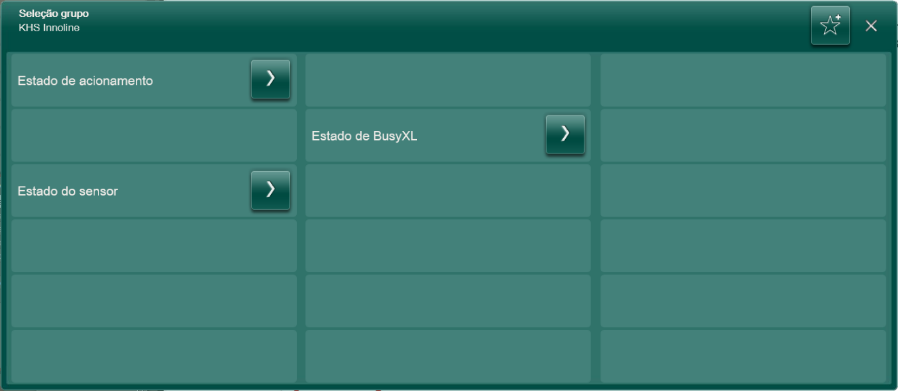 Seleção grupo
KHS Innoline
Estado de acionamento
Estado de BusyXL
Estado do sensor